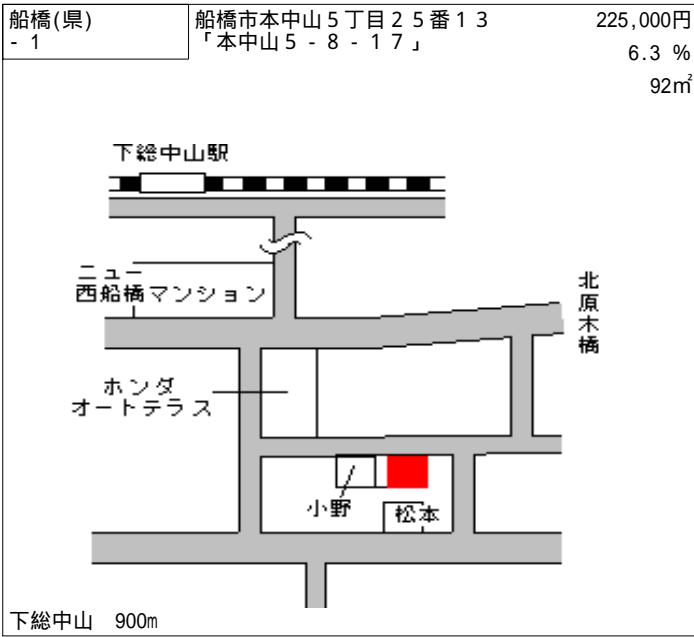 船橋(県)
- 1
船橋市本中山５丁目２５番１３
「本中山５‐８‐１７」
225,000円
6.3 %
92㎡
下総中山駅
ニュー
西船橋マンション
北原木橋
ホンダ
オートテラス
小野
松本
下総中山　900m